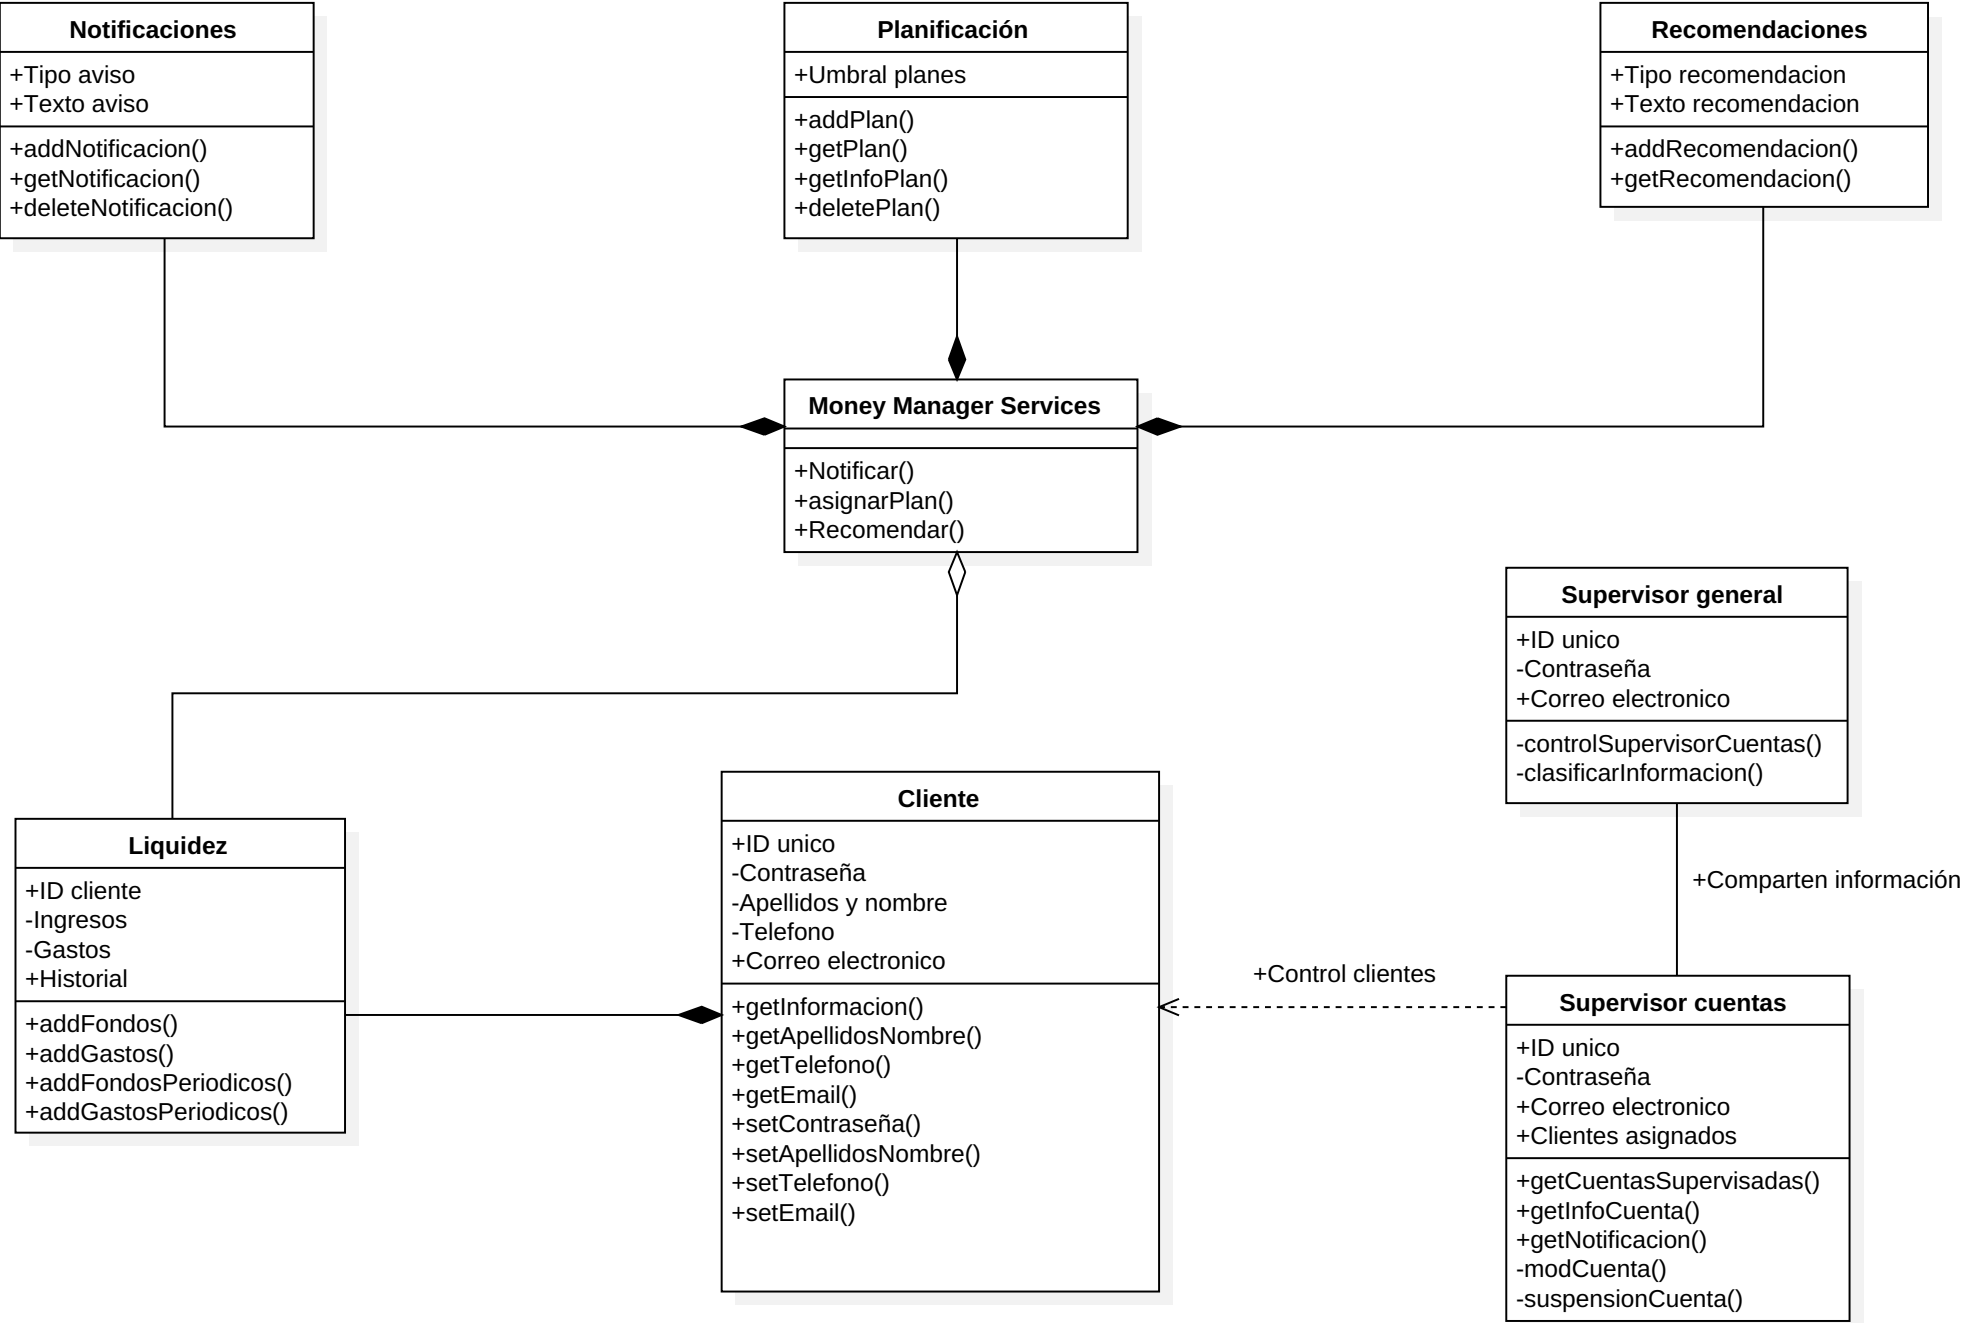 Notificaciones
+Tipo aviso
+Texto aviso
+addNotificacion()
+getNotificacion()
+deleteNotificacion()
Planificación
+Umbral planes
+addPlan()
+getPlan()
+getInfoPlan()
+deletePlan()
Recomendaciones
+Tipo recomendacion
+Texto recomendacion
+addRecomendacion()
+getRecomendacion()
Money Manager Services
+Notificar()
+asignarPlan()
+Recomendar()
Supervisor general
+ID unico
-Contraseña
+Correo electronico
-controlSupervisorCuentas()
-clasificarInformacion()
+Comparten información
Liquidez
+ID cliente
-Ingresos
-Gastos
+Historial
+addFondos()
+addGastos()
+addFondosPeriodicos()
+addGastosPeriodicos()
Cliente
+ID unico
-Contraseña
-Apellidos y nombre
-Telefono
+Correo electronico
+getInformacion()
+getApellidosNombre()
+getTelefono()
+getEmail()
+setContraseña()
+setApellidosNombre()
+setTelefono()
+setEmail()
+Control clientes
Supervisor cuentas
+ID unico
-Contraseña
+Correo electronico
+Clientes asignados
+getCuentasSupervisadas()
+getInfoCuenta()
+getNotificacion()
-modCuenta()
-suspensionCuenta()